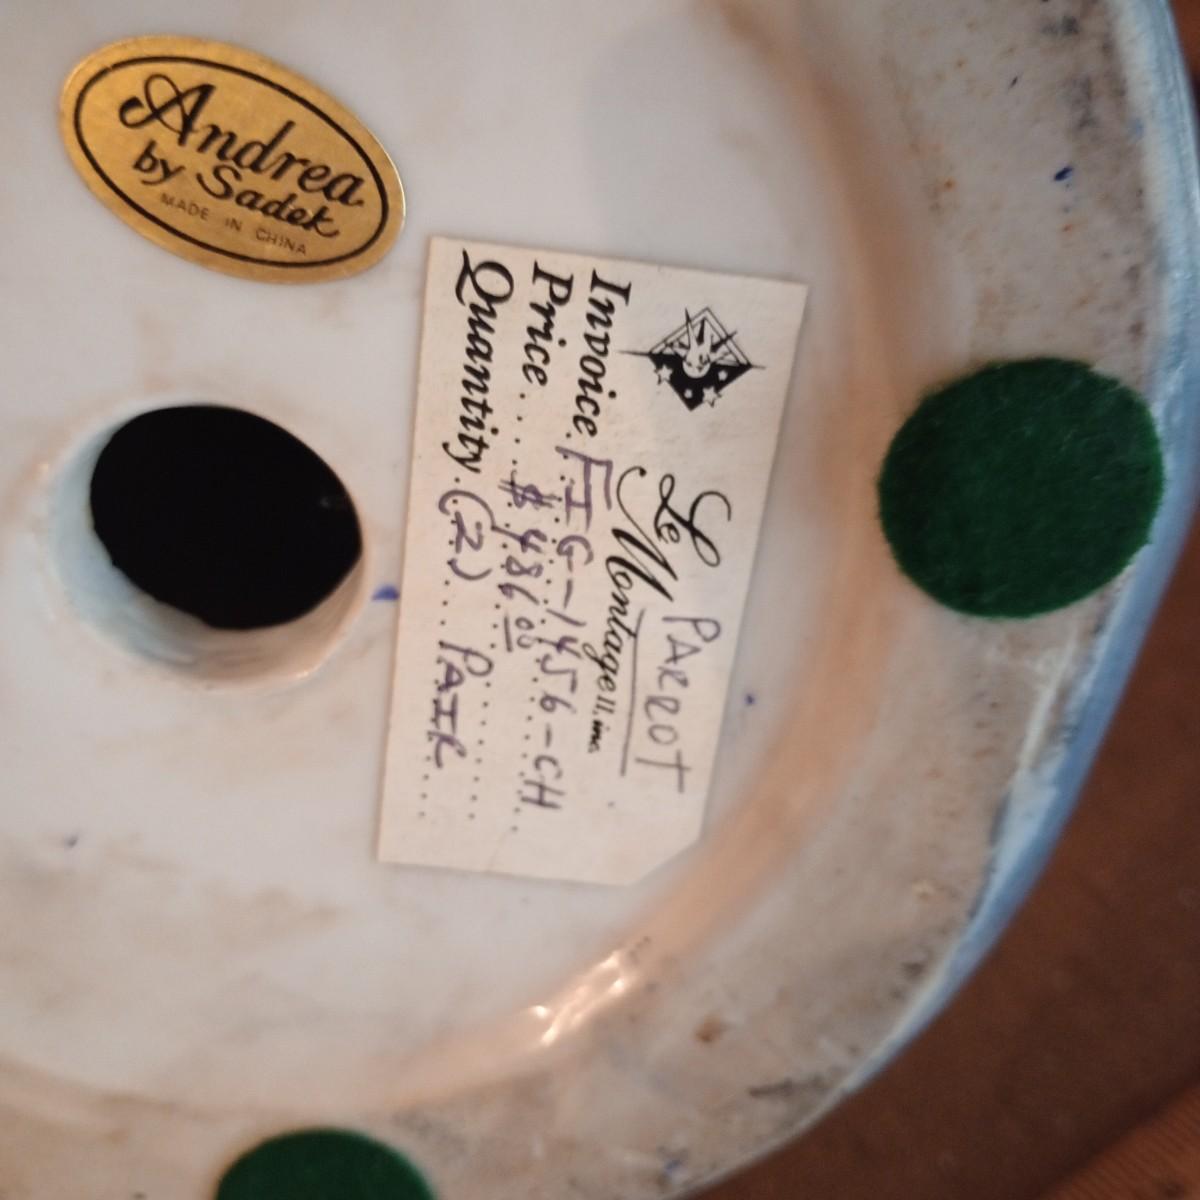 Andrea
by Sadek
MADE IN CHINA
PARROT
Le Montage II, inc.
Invoice. FIG-1456-CH
Price..... $486.00
Quantity. (2) PAIR